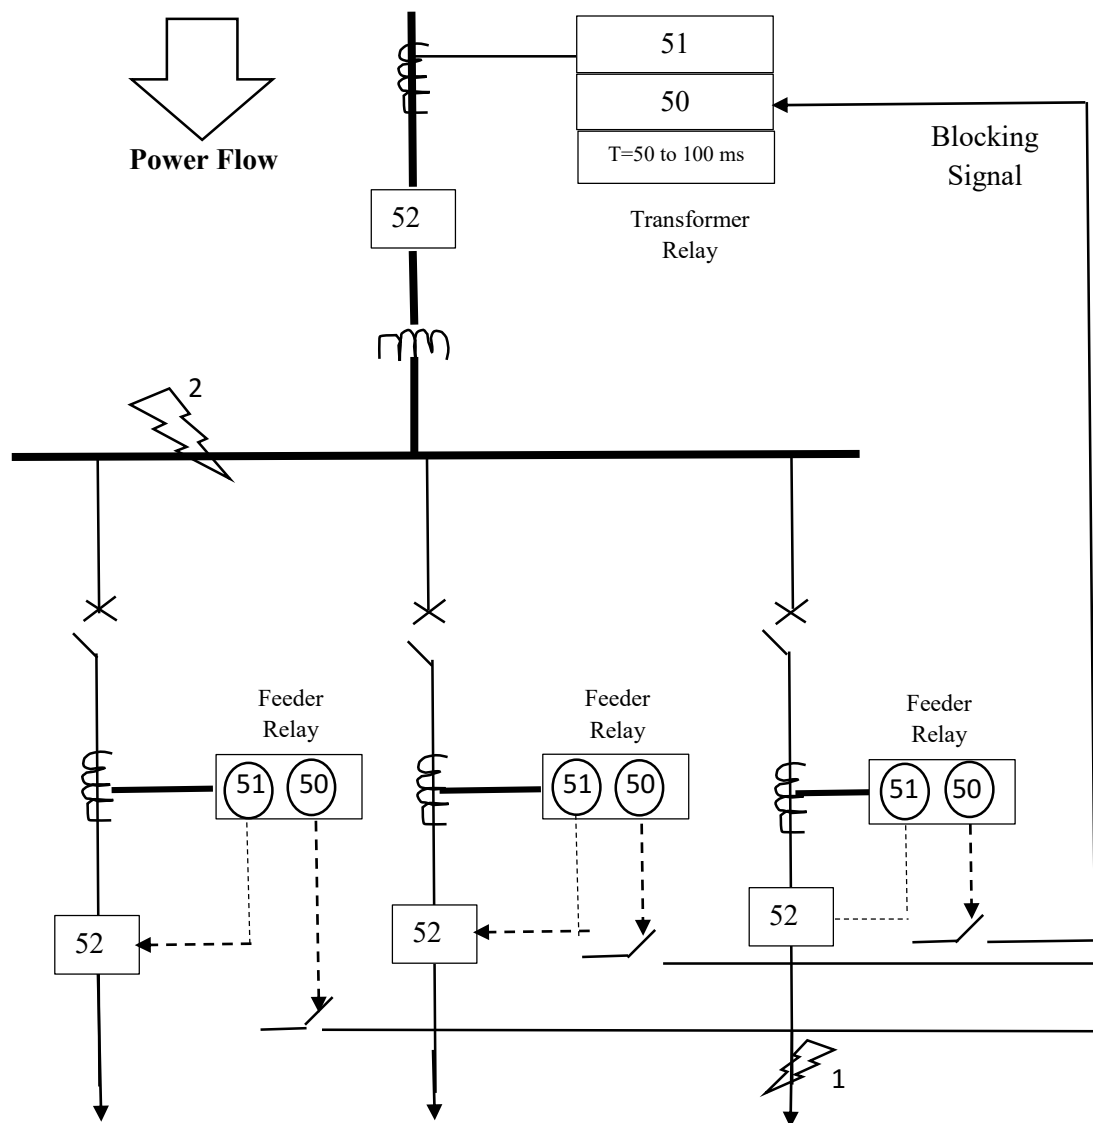 51
50
T=50 to 100 ms
Power Flow
Blocking
Signal
52
Transformer
Relay
2
Feeder
Relay
51
50
Feeder
Relay
51
50
Feeder
Relay
51
50
52
52
52
1